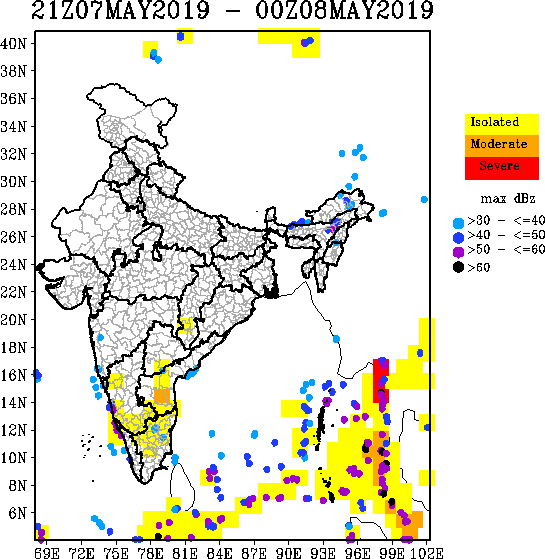 21Z07MAY2019 - 00Z08MAY2019
40N
38N
36N
34N
32N
30N
28N
26N
24N
22N
20N
18N
16N
14N
12N
10N
8N
6N
69E 72E 75E 78E 81E 84E 87E 90E 93E 96E 99E 102E
Isolated
Moderate
Severe
max dBz
>30 - <=40
>40 - <=50
>50 - <=60
>60